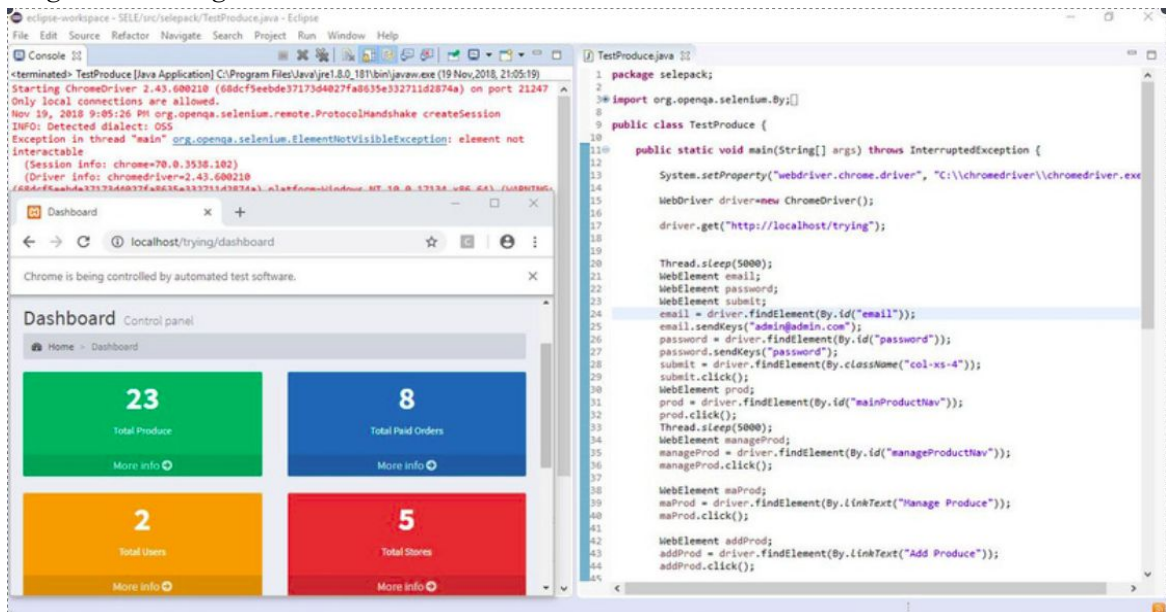 eclipse-workspace - SELE/src/selepack/TestProduce.java - Eclipse
File Edit Source Refactor Navigate Search Project Run Window Help
Console
<terminated> TestProduce [Java Application] C:\Program Files\Java\jre1.8.0_181\bin\javaw.exe (19 Nov,2018, 21:05:19)
Starting ChromeDriver 2.43.600210 (68dcf5eebde37173d4027fa8635e332711d2874a) on port 21247
Only local connections are allowed.
Nov 19, 2018 9:05:26 PM org.openqa.selenium.remote.ProtocolHandshake createSession
INFO: Detected dialect: OSS
Exception in thread "main" org.openqa.selenium.ElementNotVisibleException: element not
interactable
(Session info: chrome=70.0.3538.102)
(Driver info: chromedriver=2.43.600210
(68dcf5eebde37173d4027fa8635e332711d2874a),platform=Windows NT 10.0.17134 x86_64) (WARNING:
Dashboard
localhost/trying/dashboard
Chrome is being controlled by automated test software.
Dashboard Control panel
Home > Dashboard
23
Total Produce
More info
8
Total Paid Orders
More info
2
Total Users
More info
5
Total Stores
More info
TestProduce.java
1 package selepack;
2
3 import org.openqa.selenium.By;
8
9 public class TestProduce {
10
11 public static void main(String[] args) throws InterruptedException {
12
13 System.setProperty("webdriver.chrome.driver", "C:\\chromedriver\\chromedriver.exe
14
15 WebDriver driver=new ChromeDriver();
16
17 driver.get("http://localhost/trying");
18
19
20 Thread.sleep(5000);
21 WebElement email;
22 WebElement password;
23 WebElement submit;
24 email = driver.findElement(By.id("email"));
25 email.sendKeys("admin@admin.com");
26 password = driver.findElement(By.id("password"));
27 password.sendKeys("password");
28 submit = driver.findElement(By.className("col-xs-4"));
29 submit.click();
30 WebElement prod;
31 prod = driver.findElement(By.id("mainProductNav"));
32 prod.click();
33 Thread.sleep(5000);
34 WebElement manageProd;
35 manageProd = driver.findElement(By.id("manageProductNav"));
36 manageProd.click();
37
38 WebElement maProd;
39 maProd = driver.findElement(By.linkText("Manage Produce"));
40 maProd.click();
41
42 WebElement addProd;
43 addProd = driver.findElement(By.linkText("Add Produce"));
44 addProd.click();
45